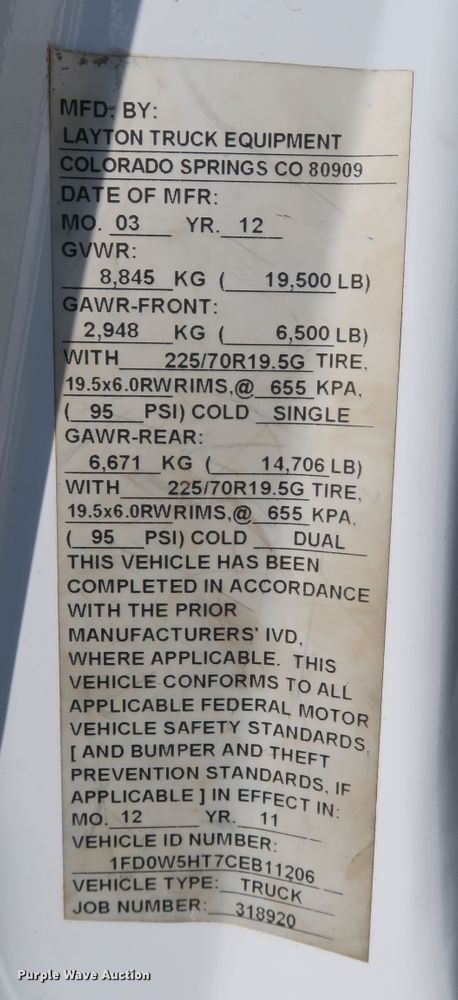 MFD. BY:
LAYTON TRUCK EQUIPMENT
COLORADO SPRINGS CO 80909
DATE OF MFR:
MO. 03 YR. 12
GVWR:
8,845 KG ( 19,500 LB)
GAWR-FRONT:
2,948 KG ( 6,500 LB)
WITH 225/70R19.5G TIRE,
19.5x6.0RW RIMS,@ 655 KPA,
( 95 PSI) COLD SINGLE
GAWR-REAR:
6,671 KG ( 14,706 LB)
WITH 225/70R19.5G TIRE,
19.5x6.0RW RIMS,@ 655 KPA,
( 95 PSI) COLD DUAL
THIS VEHICLE HAS BEEN
COMPLETED IN ACCORDANCE
WITH THE PRIOR
MANUFACTURERS' IVD,
WHERE APPLICABLE. THIS
VEHICLE CONFORMS TO ALL
APPLICABLE FEDERAL MOTOR
VEHICLE SAFETY STANDARDS,
[ AND BUMPER AND THEFT
PREVENTION STANDARDS, IF
APPLICABLE ] IN EFFECT IN:
MO. 12 YR. 11
VEHICLE ID NUMBER:
1FD0W5HT7CEB11206
VEHICLE TYPE: TRUCK
JOB NUMBER: 318920
Purple Wave Auction